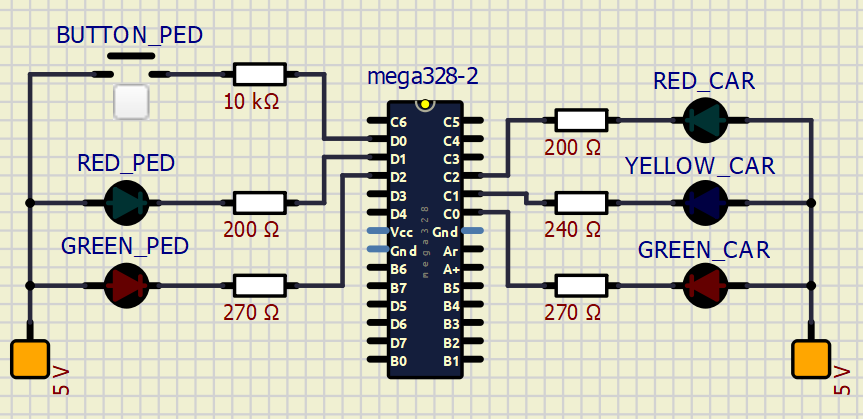 BUTTON_PED
10 kΩ
RED_PED
200 Ω
GREEN_PED
270 Ω
5 V
mega328-2
C6 C5
D0 C4
D1 C3
D2 C2
D3 C1
D4 C0
Vcc Gnd
Gnd Ar
B6 A+
B7 B5
D5 B4
D6 B3
D7 B2
B0 B1
mega328
RED_CAR
200 Ω
YELLOW_CAR
240 Ω
GREEN_CAR
270 Ω
5 V